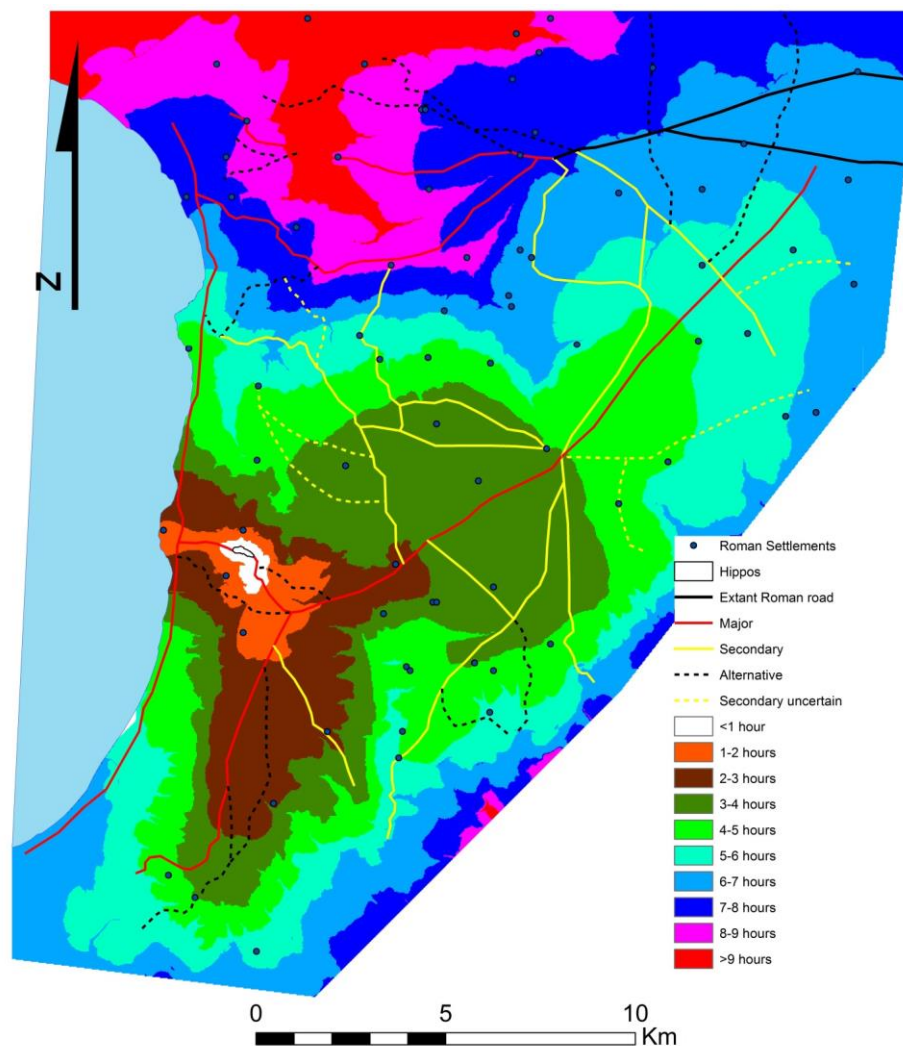 N
Roman Settlements
Hippos
Extant Roman road
Major
Secondary
Alternative
Secondary uncertain
<1 hour
1-2 hours
2-3 hours
3-4 hours
4-5 hours
5-6 hours
6-7 hours
7-8 hours
8-9 hours
>9 hours
0 5 10
Km